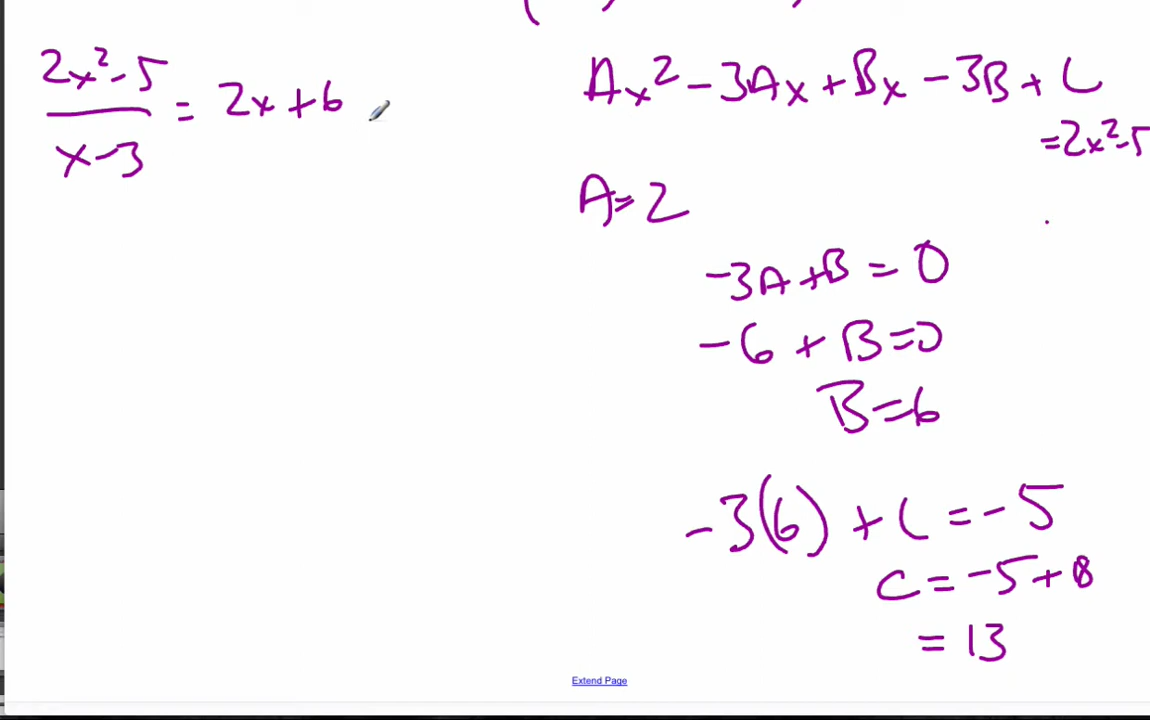 2x²-5
x-3
= 2x+6
Ax² - 3Ax + Bx - 3B + C
=2x²-5
A= 2
-3A+B = 0
-6 + B=0
B=6
-3(6) + C = -5
C = -5+8
= 13
Extend Page